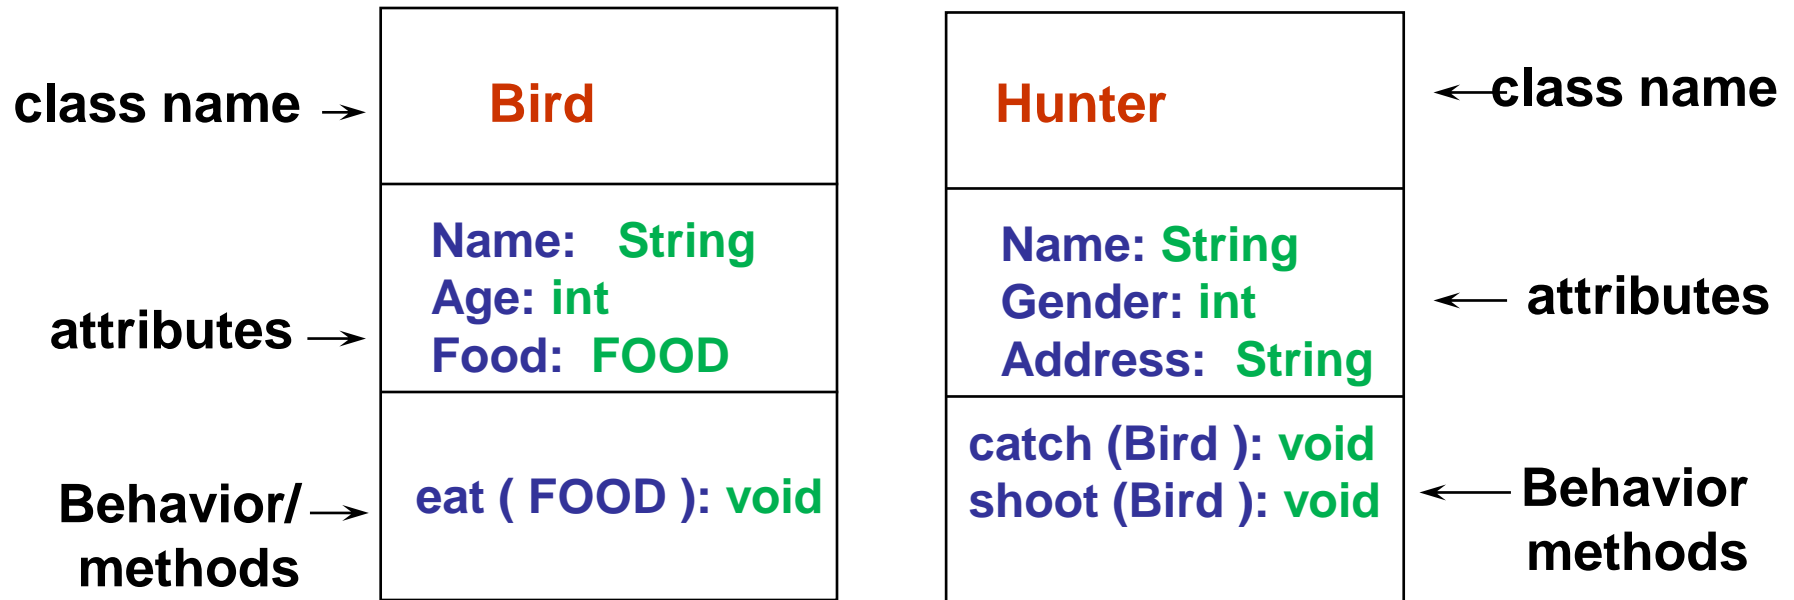 class name
Bird
Name: String
Age: int
Food: FOOD
attributes
eat ( FOOD ): void
Behavior/
methods
Hunter
class name
Name: String
Gender: int
Address: String
attributes
catch (Bird ): void
shoot (Bird ): void
Behavior
methods